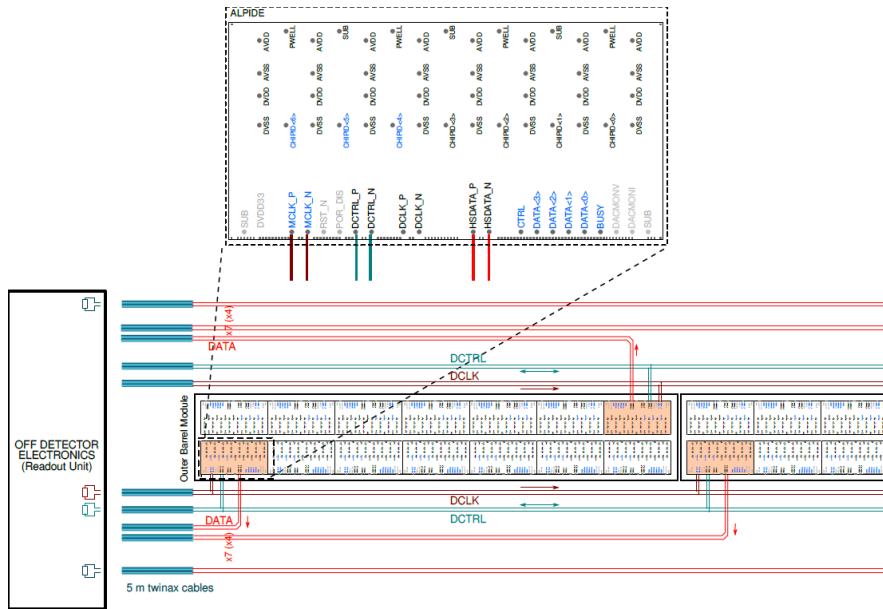 ALPIDE
AVDD PWELL AVDD SUB AVDD PWELL AVDD SUB AVDD PWELL AVDD SUB AVDD PWELL AVDD
AVSS AVSS AVSS AVSS AVSS AVSS AVSS AVSS
DVDD DVDD DVDD DVDD DVDD DVDD DVDD DVDD
DVSS CHIPID<6> DVSS CHIPID<5> DVSS CHIPID<4> DVSS CHIPID<3> DVSS CHIPID<2> DVSS CHIPID<1> DVSS CHIPID<0> DVSS
SUB DVDD33 MCLK_P MCLK_N RST_N POR_DIS DCTRL_P DCTRL_N DCLK_P DCLK_N HSDATA_P HSDATA_N CTRL DATA<3> DATA<2> DATA<1> DATA<0> BUSY DACMONV DACMONI SUB
x7 (x4)
DATA
DCTRL
DCLK
Outer Barrel Module
OFF DETECTOR
ELECTRONICS
(Readout Unit)
DCLK
DATA
DCTRL
x7 (x4)
5 m twinax cables